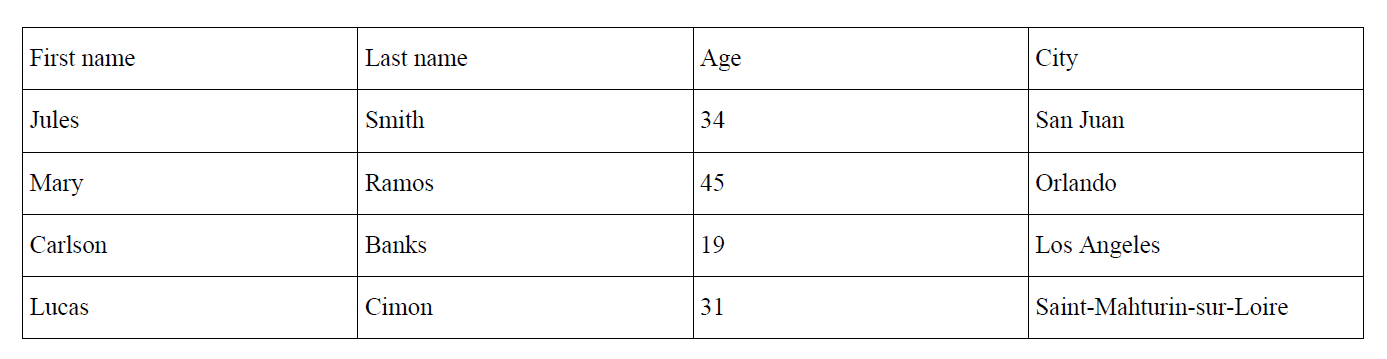 First name Last name Age City
Jules Smith 34 San Juan
Mary Ramos 45 Orlando
Carlson Banks 19 Los Angeles
Lucas Cimon 31 Saint-Mahturin-sur-Loire